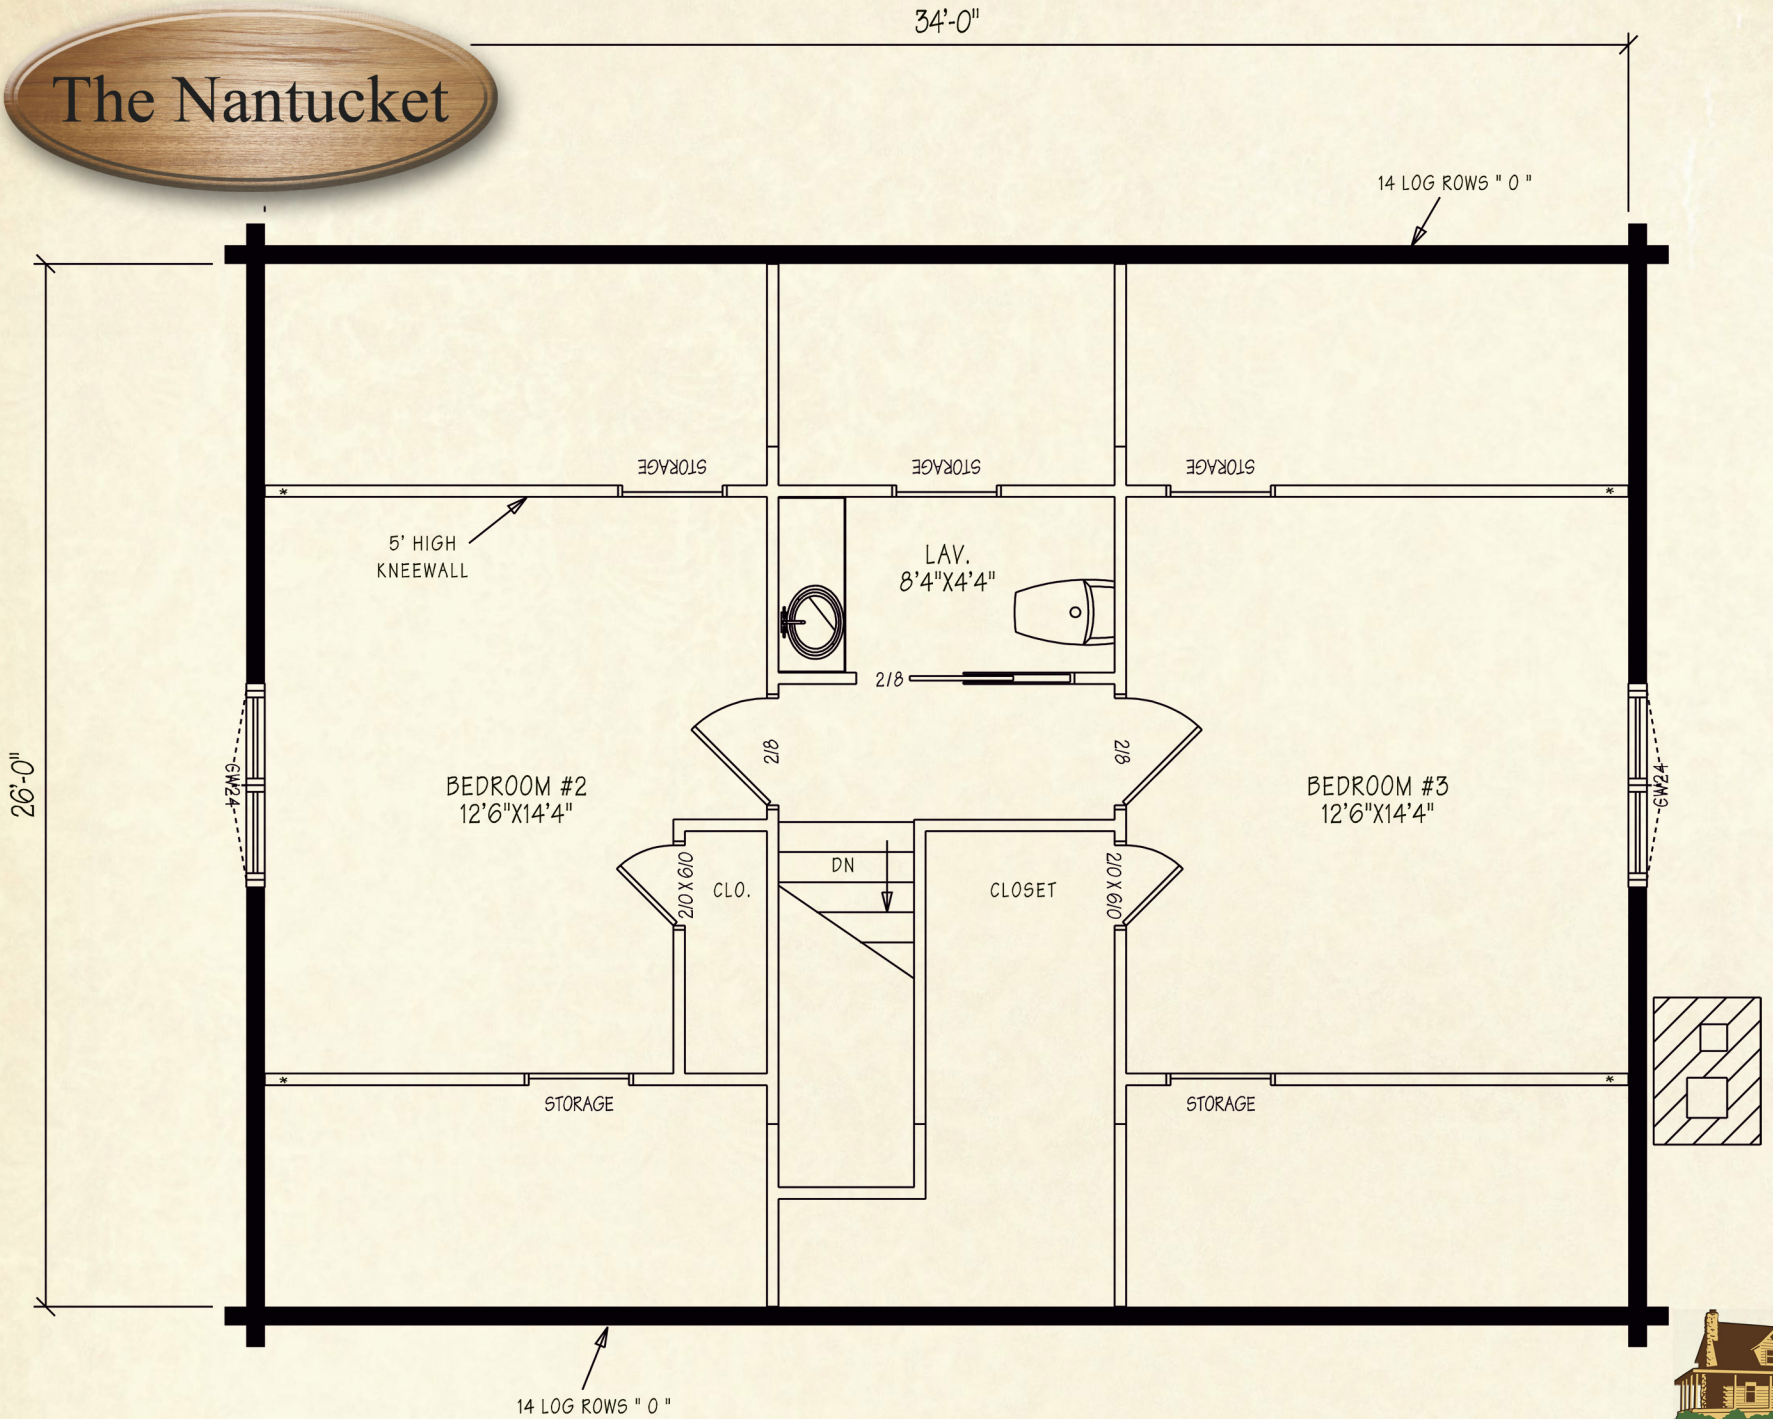 34'-0"
The Nantucket
14 LOG ROWS " O "
STORAGE
STORAGE
STORAGE
5' HIGH
KNEEWALL
LAV.
8'4"X4'4"
2/8
2/8
2/8
26'-0"
GW24
BEDROOM #2
12'6"X14'4"
BEDROOM #3
12'6"X14'4"
GW24
2/0 X 6/0
CLO.
DN
CLOSET
2/0 X 6/0
STORAGE
STORAGE
14 LOG ROWS " O "